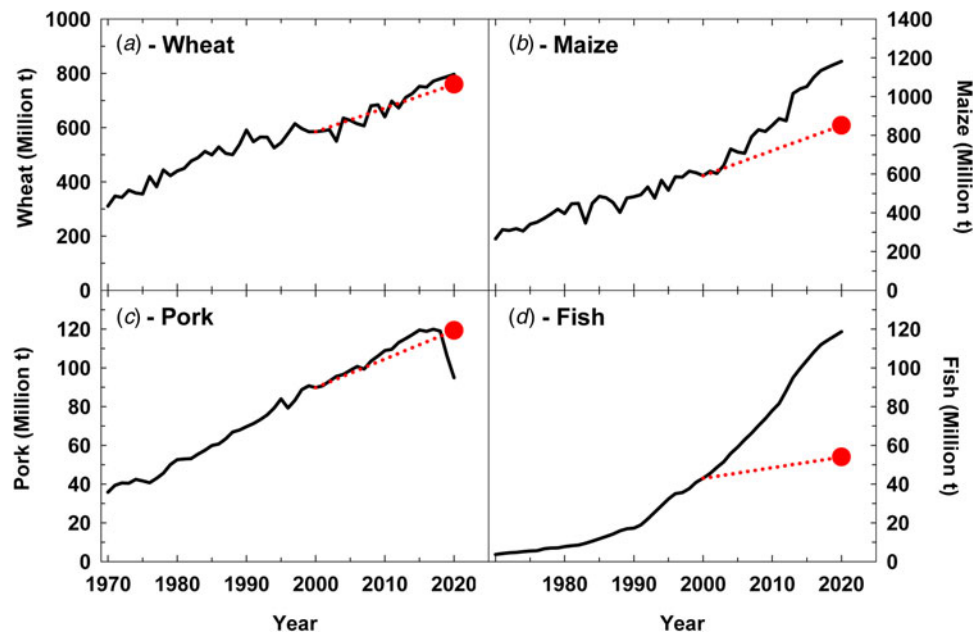 (a) - Wheat
(b) - Maize
1000
800
600
400
200
0
Wheat (Million t)
1400
1200
1000
800
600
400
200
0
Maize (Million t)
(c) - Pork
(d) - Fish
120
100
80
60
40
20
0
Pork (Million t)
120
100
80
60
40
20
0
Fish (Million t)
1970 1980 1990 2000 2010 2020
1980 1990 2000 2010 2020
Year
Year